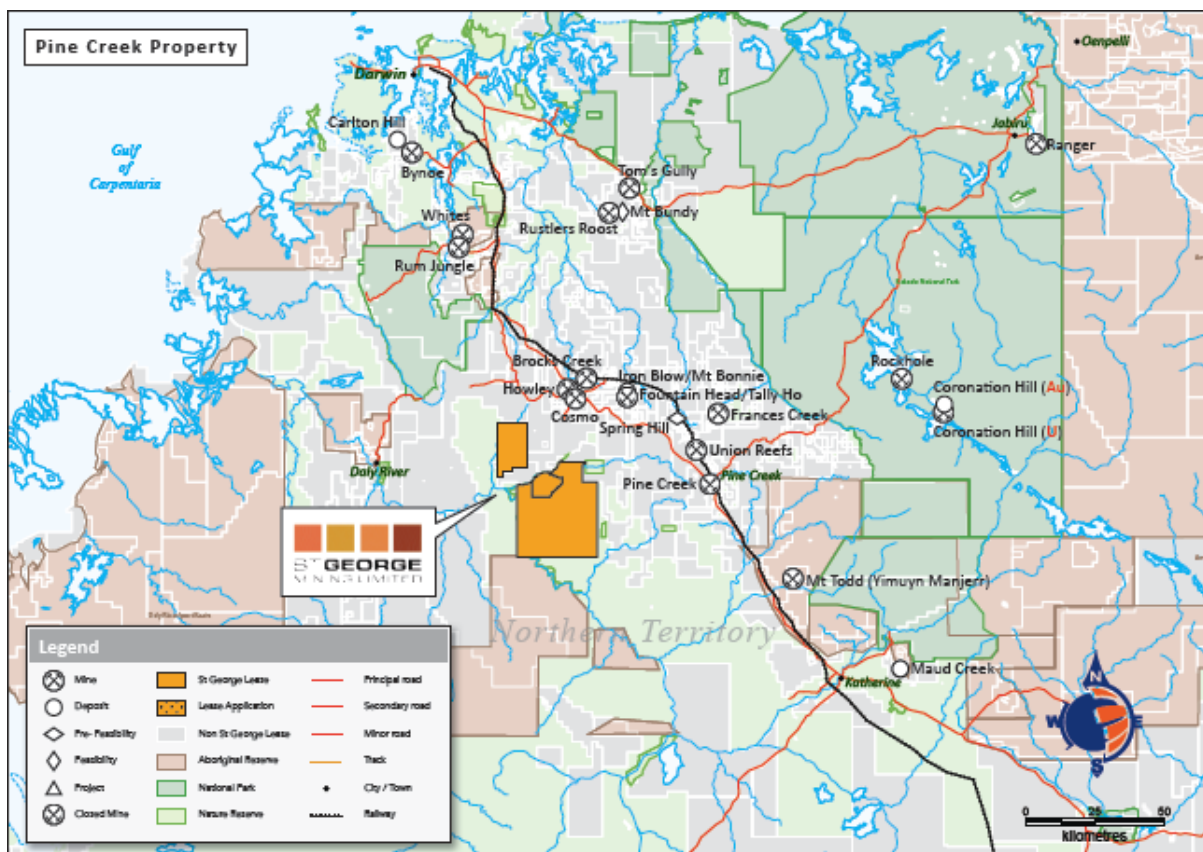 Pine Creek Property
Oenpelli
Darwin
Carlton Hill
Jabiru
Ranger
Gulf
of
Carpentaria
Bynoe
Tom's Gully
Mt Bundy
Whites
Rustlers Roost
Rum Jungle
Kakadu National Park
Brocks Creek
Rockhole
Iron Blow/Mt Bonnie
Howley
Fountain Head/Tally Ho
Coronation Hill (Au)
Cosmo
Frances Creek
Spring Hill
Coronation Hill (U)
Union Reefs
Daly River
Pine Creek
Pine Creek
ST GEORGE
MINING LIMITED
Mt Todd (Yimuyn Manjerr)
Northern Territory
Maud Creek
Katherine
Legend
Mine
St George Lease
Principal road
Deposit
Lease Application
Secondary road
Pre-Feasibility
Non St George Lease
Minor road
Feasibility
Aboriginal Reserve
Track
Project
National Park
City / Town
Closed Mine
Nature Reserve
Railway
N
W E
S
0 25 50
kilometres